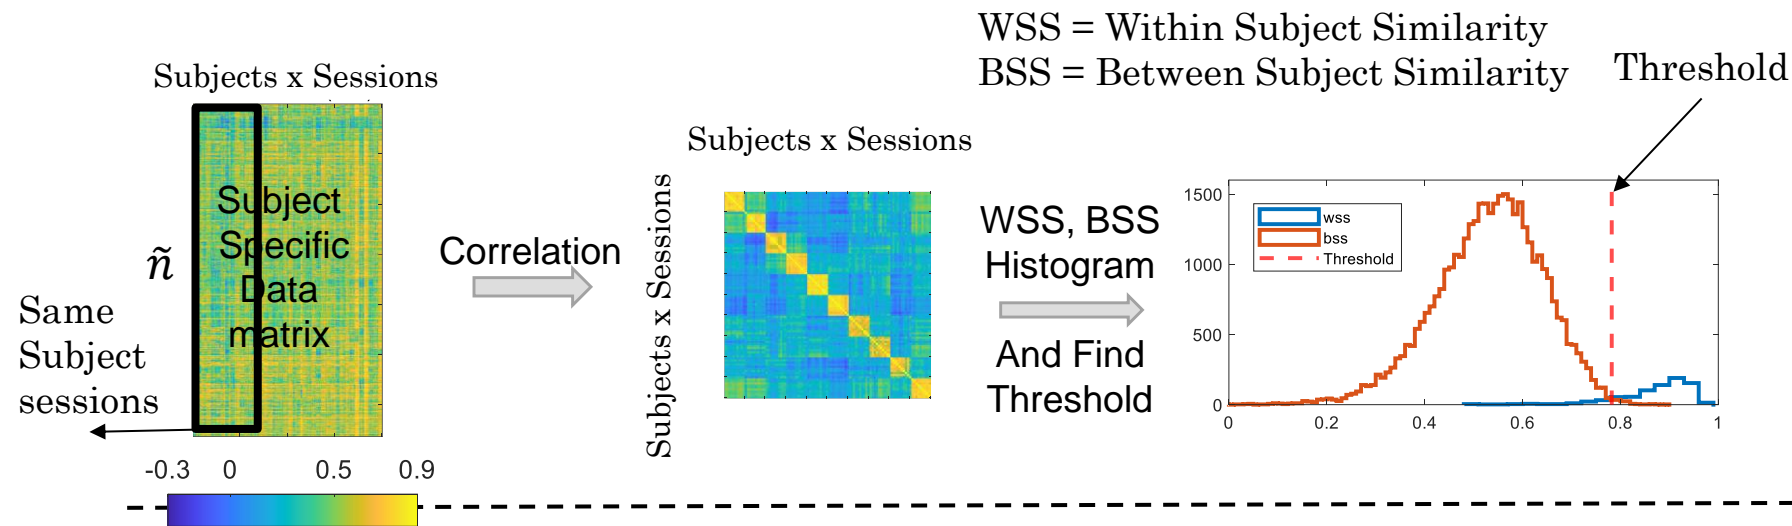 WSS = Within Subject Similarity
BSS = Between Subject Similarity
Threshold
Subjects x Sessions
Subject
Specific
Data
matrix
ñ
Same
Subject
sessions
-0.3 0 0.5 0.9
Correlation
Subjects x Sessions
Subjects x Sessions
WSS, BSS
Histogram
And Find
Threshold
1500
1000
500
0
wss
bss
Threshold
0 0.2 0.4 0.6 0.8 1